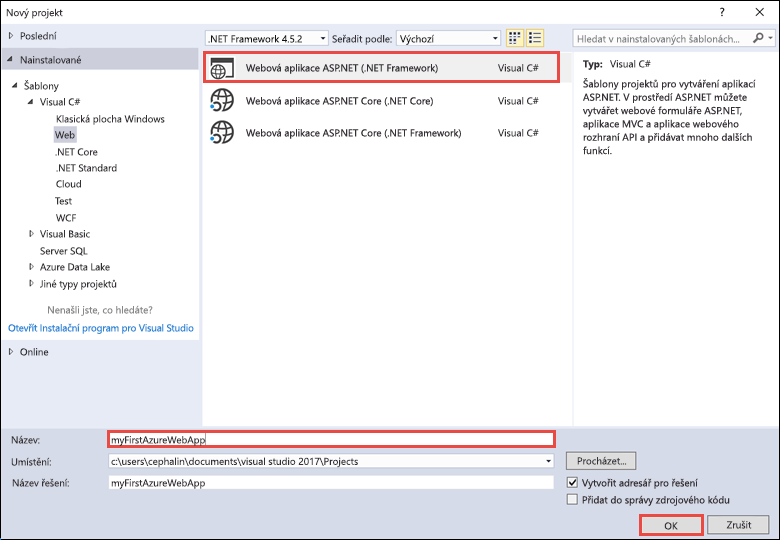 Nový projekt
Poslední
Nainstalované
Šablony
Visual C#
Klasická plocha Windows
Web
.NET Core
.NET Standard
Cloud
Test
WCF
Visual Basic
Server SQL
Azure Data Lake
Jiné typy projektů
Nenašli jste, co hledáte?
Otevřít Instalační program pro Visual Studio
Online
.NET Framework 4.5.2 Seřadit podle: Výchozí
Webová aplikace ASP.NET (.NET Framework) Visual C#
Webová aplikace ASP.NET Core (.NET Core) Visual C#
Webová aplikace ASP.NET Core (.NET Framework) Visual C#
Hledat v nainstalovaných šablonách...
Typ: Visual C#
Šablony projektů pro vytváření aplikací
ASP.NET. V prostředí ASP.NET můžete
vytvářet webové formuláře ASP.NET,
aplikace MVC a aplikace webového
rozhraní API a přidávat mnoho dalších
funkcí.
Název: myFirstAzureWebApp
Umístění: c:\users\cephalin\documents\visual studio 2017\Projects
Procházet...
Název řešení: myFirstAzureWebApp
Vytvořit adresář pro řešení
Přidat do správy zdrojového kódu
OK Zrušit